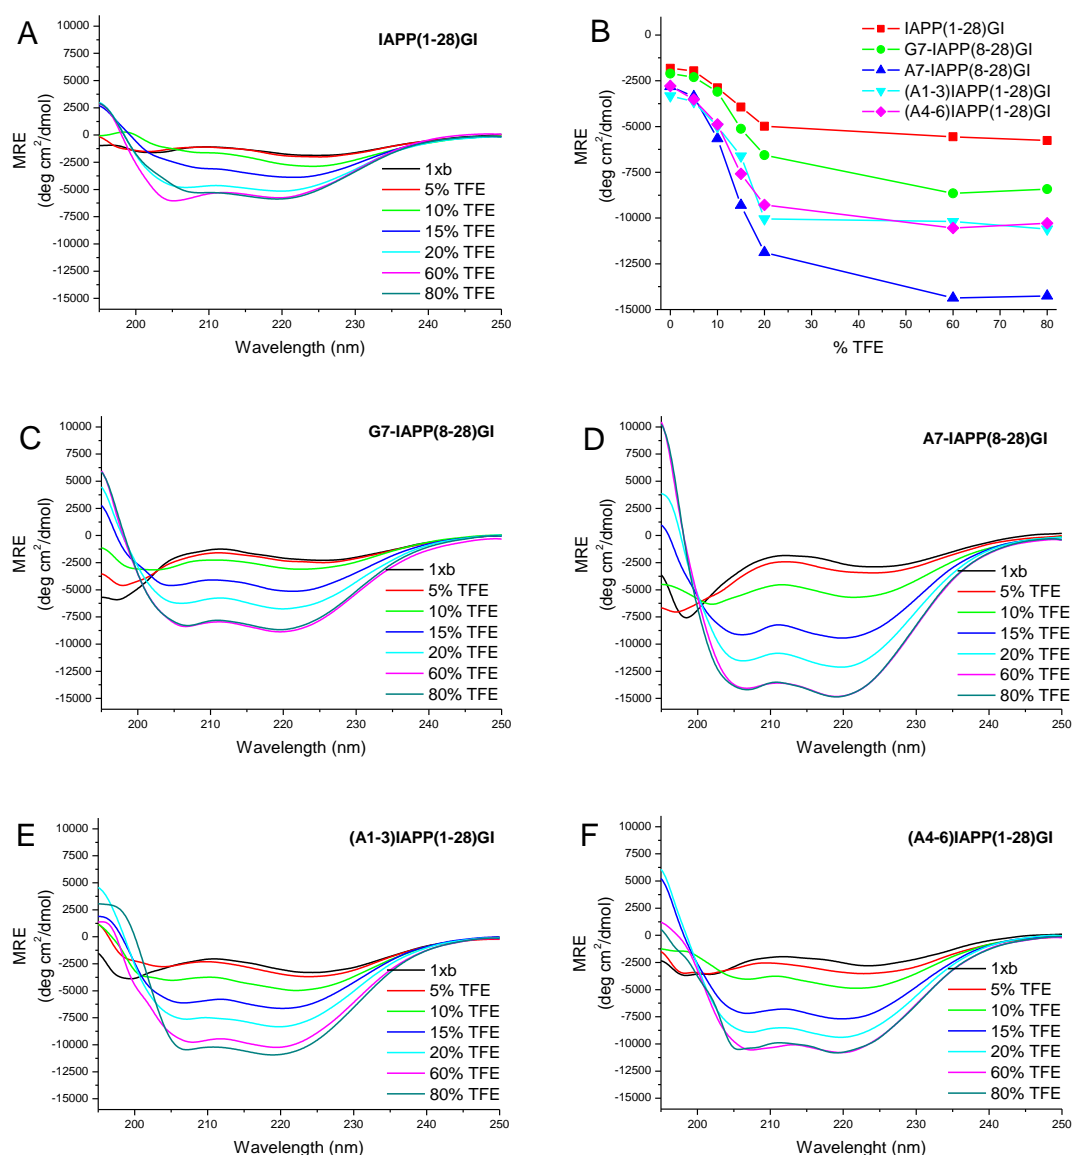 A
IAPP(1-28)GI
MRE
(deg cm²/dmol)
10000
7500
5000
2500
0
-2500
-5000
-7500
-10000
-12500
-15000
1xb
5% TFE
10% TFE
15% TFE
20% TFE
60% TFE
80% TFE
200 210 220 230 240 250
Wavelength (nm)
B
IAPP(1-28)GI
G7-IAPP(8-28)GI
A7-IAPP(8-28)GI
(A1-3)IAPP(1-28)GI
(A4-6)IAPP(1-28)GI
MRE
(deg cm²/dmol)
0
-2500
-5000
-7500
-10000
-12500
-15000
0 10 20 30 40 50 60 70 80
% TFE
C
G7-IAPP(8-28)GI
MRE
(deg cm²/dmol)
10000
7500
5000
2500
0
-2500
-5000
-7500
-10000
-12500
-15000
1xb
5% TFE
10% TFE
15% TFE
20% TFE
60% TFE
80% TFE
200 210 220 230 240 250
Wavelength (nm)
D
A7-IAPP(8-28)GI
MRE
(deg cm²/dmol)
10000
7500
5000
2500
0
-2500
-5000
-7500
-10000
-12500
-15000
1xb
5% TFE
10% TFE
15% TFE
20% TFE
60% TFE
80% TFE
200 210 220 230 240 250
Wavelength (nm)
E
(A1-3)IAPP(1-28)GI
MRE
(deg cm²/dmol)
10000
7500
5000
2500
0
-2500
-5000
-7500
-10000
-12500
-15000
1xb
5% TFE
10% TFE
15% TFE
20% TFE
60% TFE
80% TFE
200 210 220 230 240 250
Wavelength (nm)
F
(A4-6)IAPP(1-28)GI
MRE
(deg cm²/dmol)
10000
7500
5000
2500
0
-2500
-5000
-7500
-10000
-12500
-15000
1xb
5% TFE
10% TFE
15% TFE
20% TFE
60% TFE
80% TFE
200 210 220 230 240 250
Wavelenght (nm)